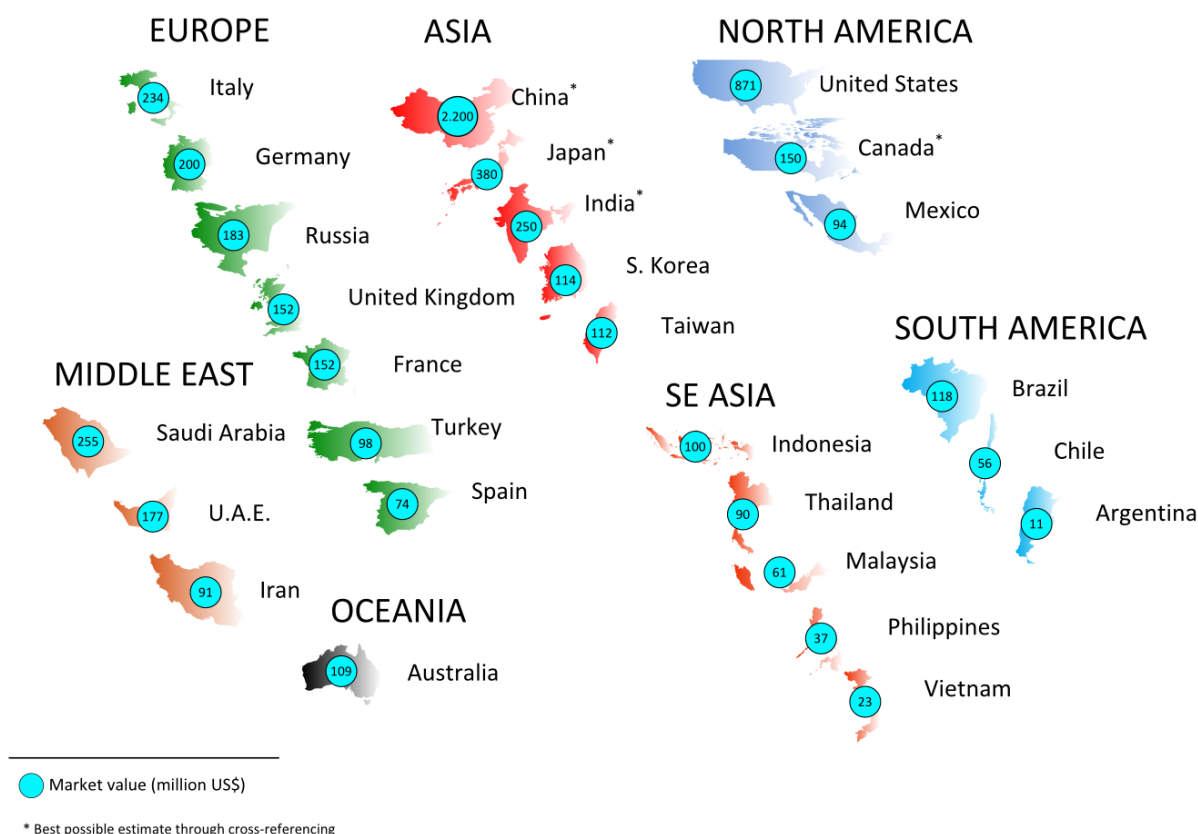 EUROPE
234
Italy
200
Germany
183
Russia
152
United Kingdom
152
France
98
Turkey
74
Spain
ASIA
2.200
China*
380
Japan*
250
India*
114
S. Korea
112
Taiwan
NORTH AMERICA
871
United States
150
Canada*
94
Mexico
MIDDLE EAST
255
Saudi Arabia
177
U.A.E.
91
Iran
OCEANIA
109
Australia
SE ASIA
100
Indonesia
90
Thailand
61
Malaysia
37
Philippines
23
Vietnam
SOUTH AMERICA
118
Brazil
56
Chile
11
Argentina
Market value (million US$)
* Best possible estimate through cross-referencing